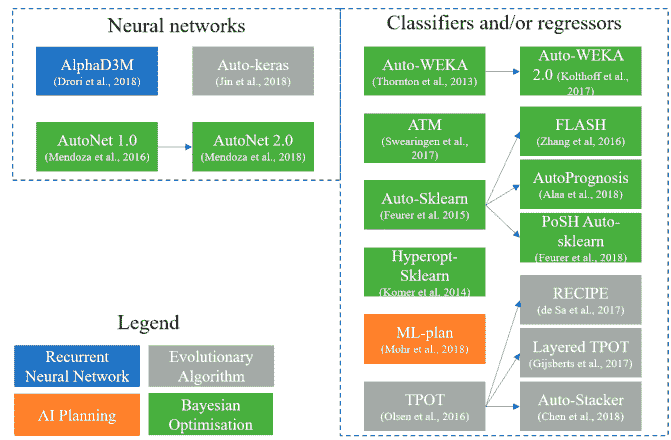 Neural networks
AlphaD3M
(Drori et al., 2018)
Auto-keras
(Jin et al., 2018)
AutoNet 1.0
(Mendoza et al., 2016)
AutoNet 2.0
(Mendoza et al., 2018)
Classifiers and/or regressors
Auto-WEKA
(Thornton et al., 2013)
Auto-WEKA
2.0 (Kolthoff et al.,
2017)
ATM
(Swearingen et al.,
2017)
FLASH
(Zhang et al, 2016)
Auto-Sklearn
(Feurer et al. 2015)
AutoPrognosis
(Alaa et al., 2018)
PoSH Auto-
sklearn
(Feurer et al., 2018)
Hyperopt-
Sklearn
(Komer et al., 2014)
ML-plan
(Mohr et al., 2018)
RECIPE
(de Sa et al., 2017)
Layered TPOT
(Gijsberts et al., 2017)
TPOT
(Olsen et al., 2016)
Auto-Stacker
(Chen et al., 2018)
Legend
Recurrent
Neural Network
Evolutionary
Algorithm
AI Planning
Bayesian
Optimisation